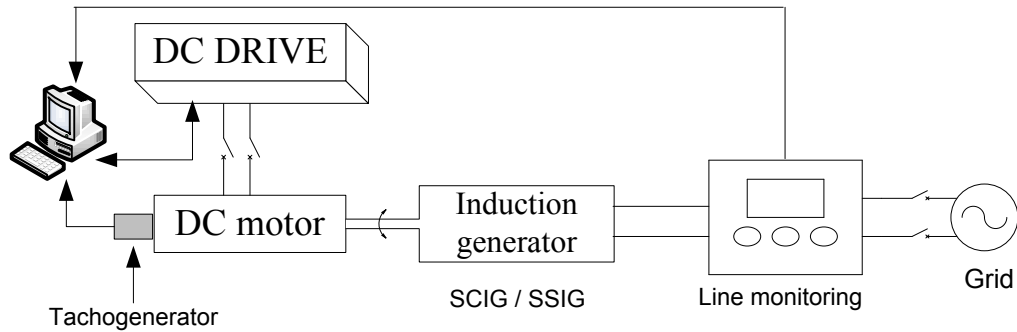 DC DRIVE
DC motor
Induction
generator
SCIG / SSIG
Line monitoring
Grid
Tachogenerator